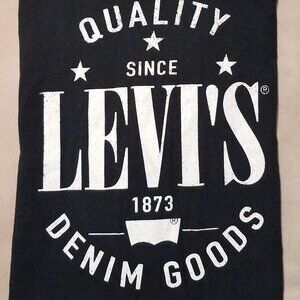 QUALITY
SINCE
LEVI'S®
1873
®
DENIM GOODS